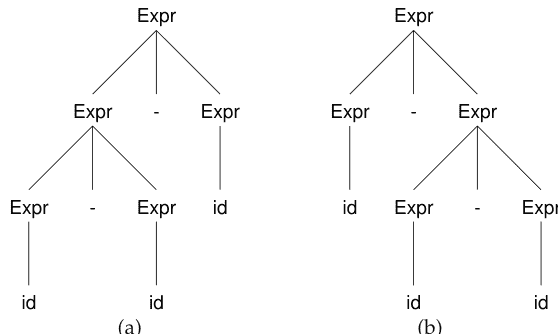 Expr Expr
Expr - Expr Expr - Expr
Expr - Expr id id Expr - Expr
id id id id
(a) (b)